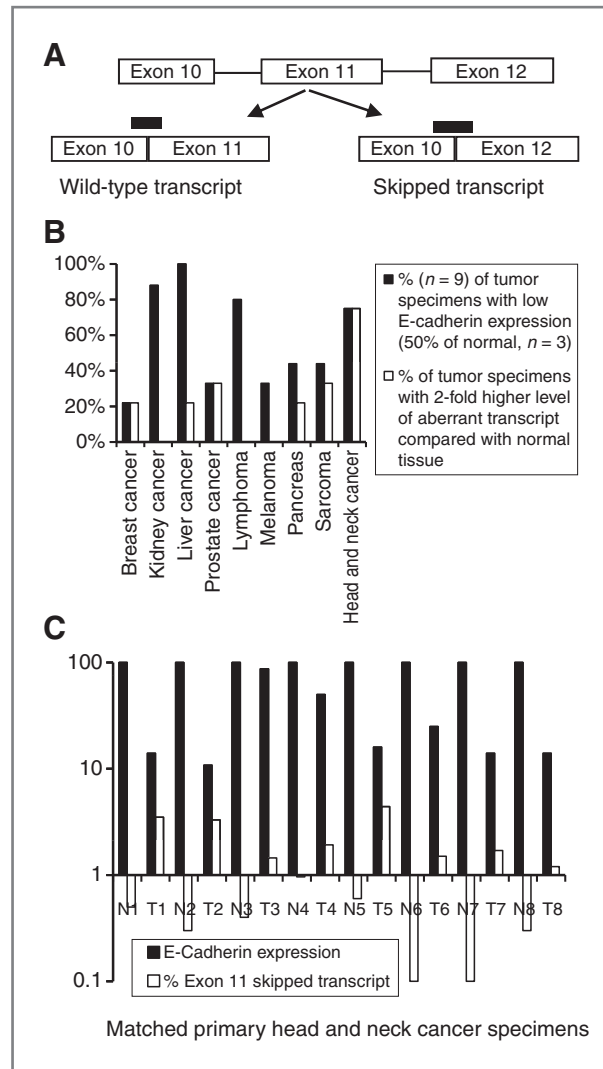 A
Exon 10
Exon 11
Exon 12
Exon 10
Exon 11
Exon 10
Exon 12
Wild-type transcript
Skipped transcript
B
100%
80%
60%
40%
20%
0%
Breast cancer
Kidney cancer
Liver cancer
Prostate cancer
Lymphoma
Melanoma
Pancreas
Sarcoma
Head and neck cancer
% (n = 9) of tumor
specimens with low
E-cadherin expression
(50% of normal, n = 3)
% of tumor specimens
with 2-fold higher level
of aberrant transcript
compared with normal
tissue
C
100
10
1
0.1
N1 T1 N2 T2 N3 T3 N4 T4 N5 T5 N6 T6 N7 T7 N8 T8
E-Cadherin expression
% Exon 11 skipped transcript
Matched primary head and neck cancer specimens